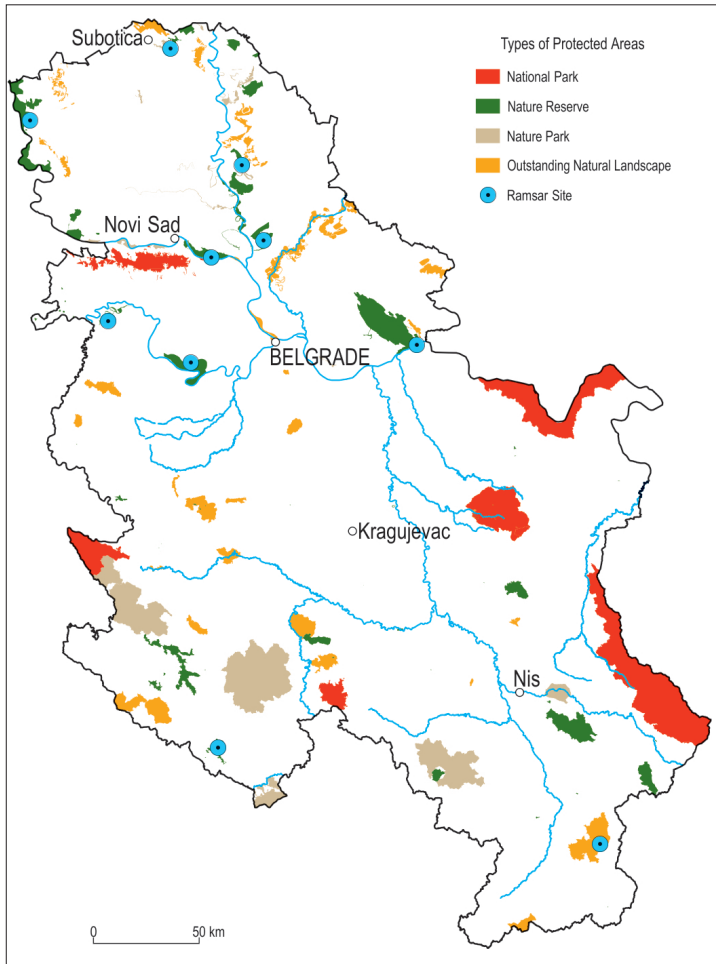 Subotica
Types of Protected Areas
National Park
Nature Reserve
Nature Park
Outstanding Natural Landscape
Ramsar Site
Novi Sad
BELGRADE
Kragujevac
Nis
0 50 km